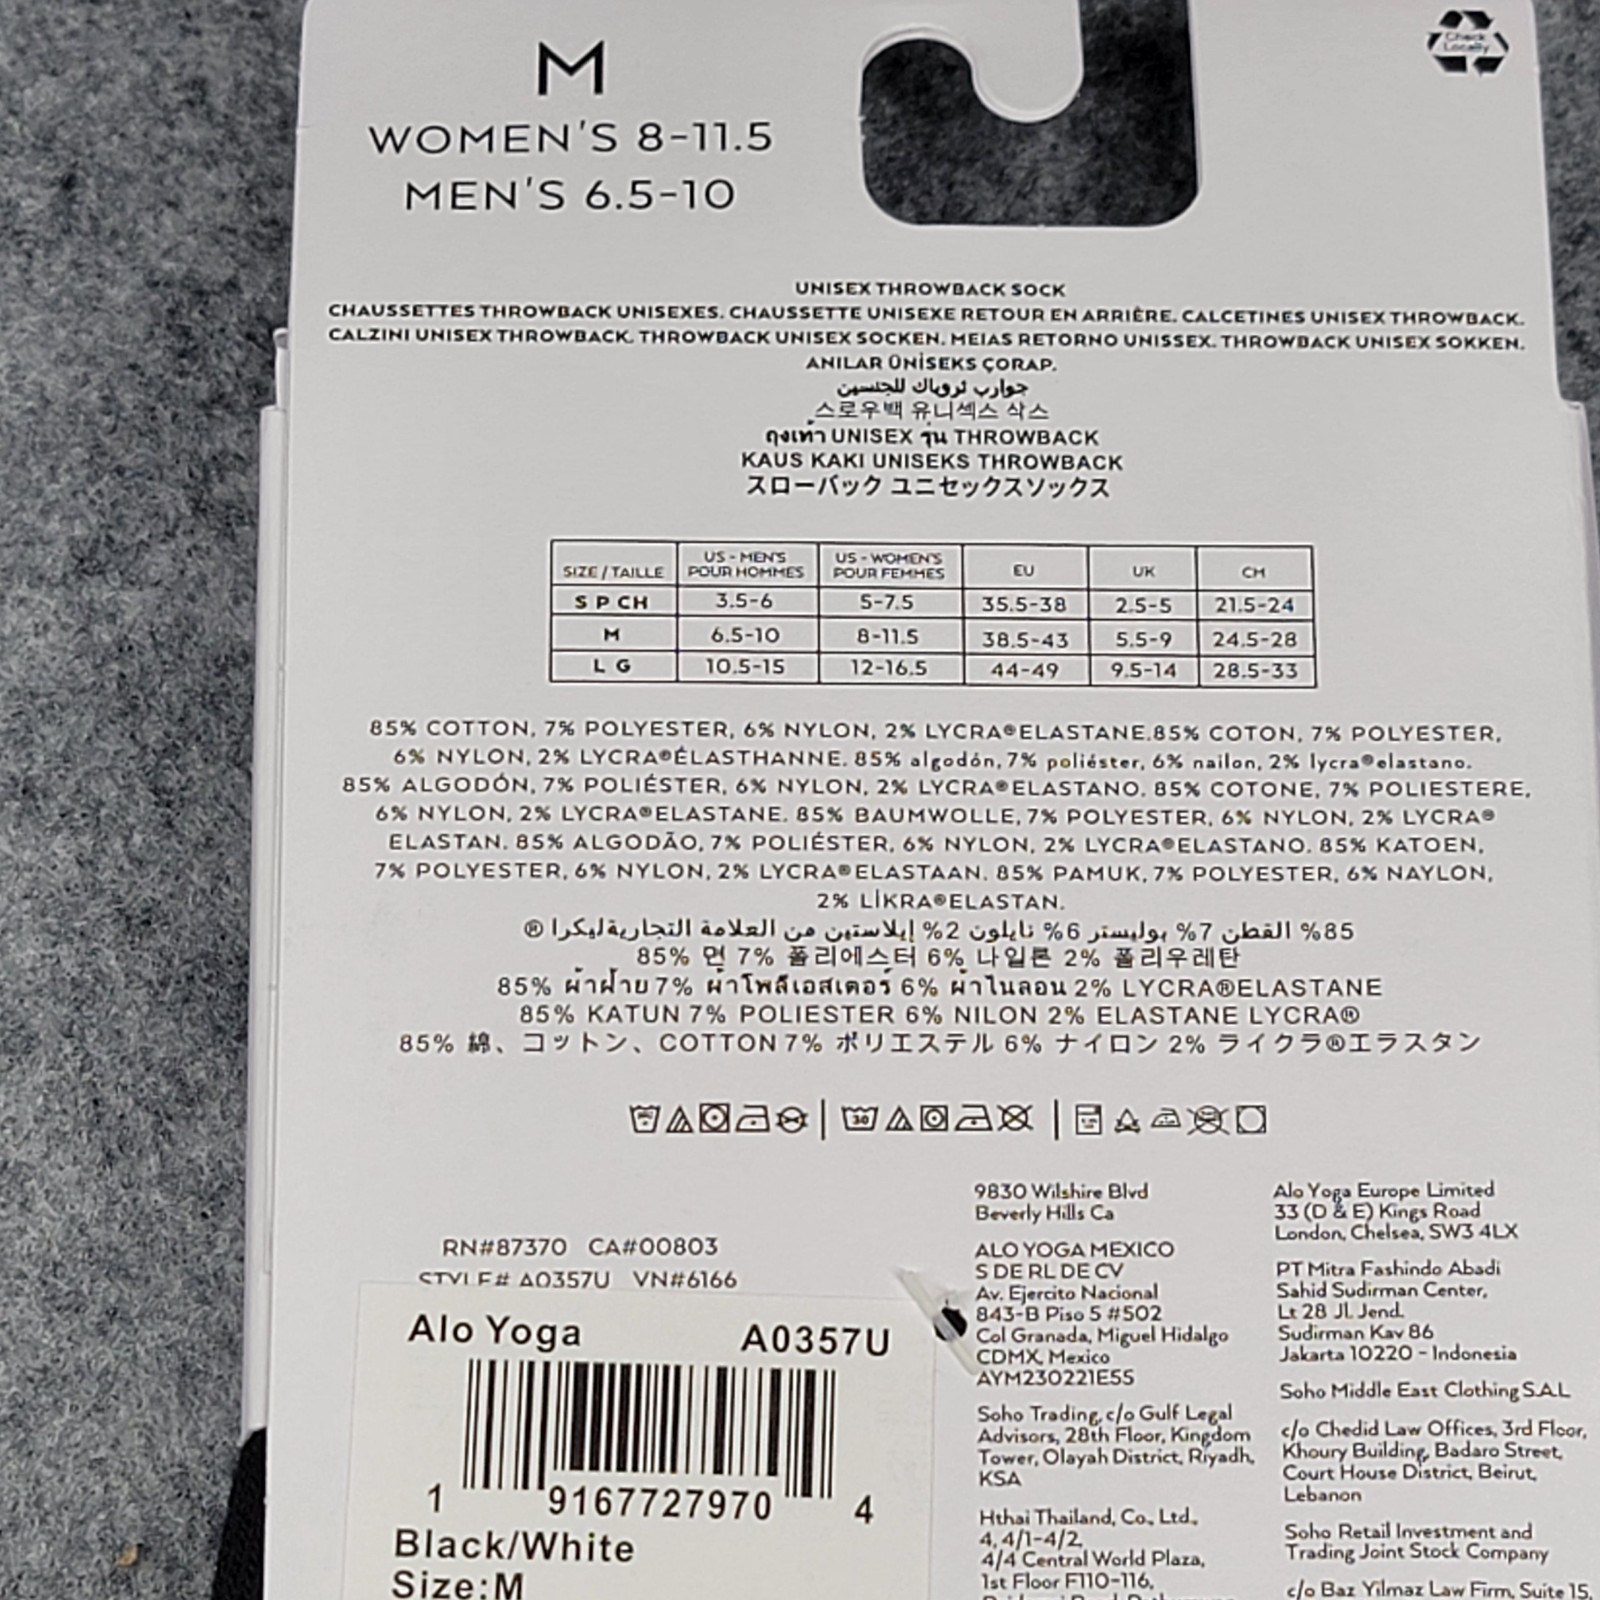 M
WOMEN'S 8-11.5
MEN'S 6.5-10
Check
Locally
UNISEX THROWBACK SOCK
CHAUSSETTES THROWBACK UNISEXES. CHAUSSETTE UNISEXE RETOUR EN ARRIÈRE. CALCETINES UNISEX THROWBACK.
CALZINI UNISEX THROWBACK. THROWBACK UNISEX SOCKEN. MEIAS RETORNO UNISSEX. THROWBACK UNISEX SOKKEN.
ANILAR ÜNİSEKS ÇORAP.
جوارب ثروباك للجنسين
스로우백 유니섹스 삭스
ถุงเท้า UNISEX รุ่น THROWBACK
KAUS KAKI UNISEKS THROWBACK
スローバック ユニセックスソックス
SIZE / TAILLE US - MEN'S POUR HOMMES US - WOMEN'S POUR FEMMES EU UK CM
S P CH 3.5-6 5-7.5 35.5-38 2.5-5 21.5-24
M 6.5-10 8-11.5 38.5-43 5.5-9 24.5-28
L G 10.5-15 12-16.5 44-49 9.5-14 28.5-33
85% COTTON, 7% POLYESTER, 6% NYLON, 2% LYCRA®ELASTANE.85% COTON, 7% POLYESTER,
6% NYLON, 2% LYCRA®ÉLASTHANNE. 85% algodón, 7% poliéster, 6% nailon, 2% lycra®elastano.
85% ALGODÓN, 7% POLIÉSTER, 6% NYLON, 2% LYCRA®ELASTANO. 85% COTONE, 7% POLIESTERE,
6% NYLON, 2% LYCRA®ELASTANE. 85% BAUMWOLLE, 7% POLYESTER, 6% NYLON, 2% LYCRA®
ELASTAN. 85% ALGODÃO, 7% POLIÉSTER, 6% NYLON, 2% LYCRA®ELASTANO. 85% KATOEN,
7% POLYESTER, 6% NYLON, 2% LYCRA®ELASTAAN. 85% PAMUK, 7% POLYESTER, 6% NAYLON,
2% LİKRA®ELASTAN.
85% القطن 7% بوليستر 6% نايلون 2% إيلاستين من العلامة التجاريةليكرا ®
85% 면 7% 폴리에스터 6% 나일론 2% 폴리우레탄
85% ผ้าฝ้าย 7% ผ้าโพลีเอสเตอร์ 6% ผ้าไนลอน 2% LYCRA®ELASTANE
85% KATUN 7% POLIESTER 6% NILON 2% ELASTANE LYCRA®
85% 綿、コットン、COTTON 7% ポリエステル 6% ナイロン 2% ライクラ®エラスタン
30
RN#87370 CA#00803
STYLE# A0357U VN#6166
Alo Yoga A0357U
1 9167727970 4
Black/White
Size:M
9830 Wilshire Blvd
Beverly Hills Ca
ALO YOGA MEXICO
S DE RL DE CV
Av. Ejercito Nacional
843-B Piso 5 #502
Col Granada, Miguel Hidalgo
CDMX, Mexico
AYM230221E55
Soho Trading, c/o Gulf Legal
Advisors, 28th Floor, Kingdom
Tower, Olayah District, Riyadh,
KSA
Hthai Thailand, Co., Ltd.,
4, 4/1-4/2,
4/4 Central World Plaza,
1st Floor F110-116,
Alo Yoga Europe Limited
33 (D & E) Kings Road
London, Chelsea, SW3 4LX
PT Mitra Fashindo Abadi
Sahid Sudirman Center,
Lt 28 Jl. Jend.
Sudirman Kav 86
Jakarta 10220 - Indonesia
Soho Middle East Clothing S.A.L
c/o Chedid Law Offices, 3rd Floor,
Khoury Building, Badaro Street,
Court House District, Beirut,
Lebanon
Soho Retail Investment and
Trading Joint Stock Company
c/o Baz Yilmaz Law Firm, Suite 15,